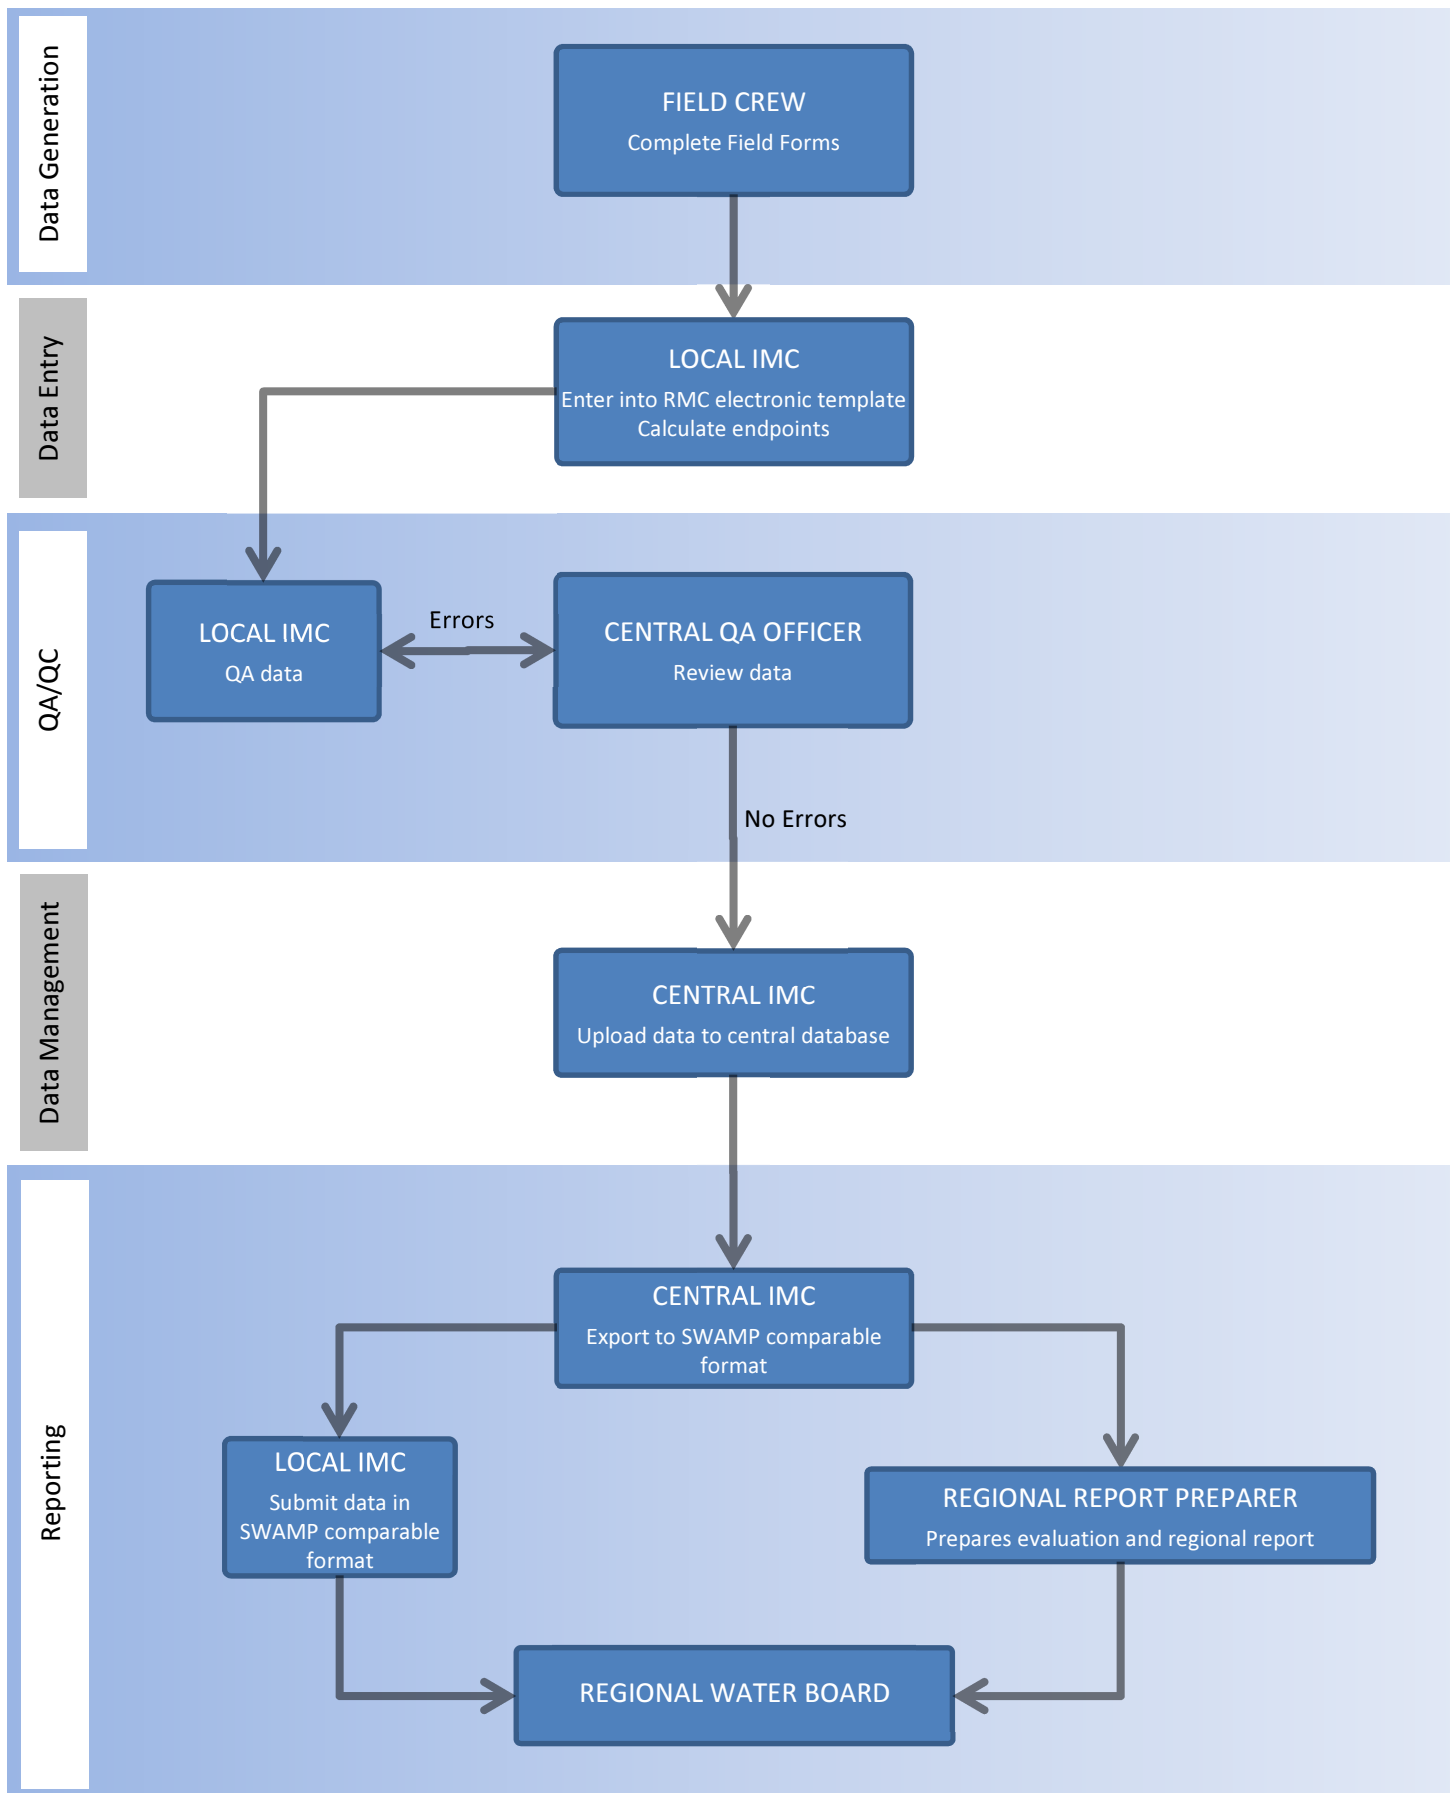 Data Generation
FIELD CREW
Complete Field Forms
Data Entry
LOCAL IMC
Enter into RMC electronic template
Calculate endpoints
QA/QC
LOCAL IMC
QA data
Errors
CENTRAL QA OFFICER
Review data
No Errors
Data Management
CENTRAL IMC
Upload data to central database
Reporting
CENTRAL IMC
Export to SWAMP comparable
format
LOCAL IMC
Submit data in
SWAMP comparable
format
REGIONAL REPORT PREPARER
Prepares evaluation and regional report
REGIONAL WATER BOARD